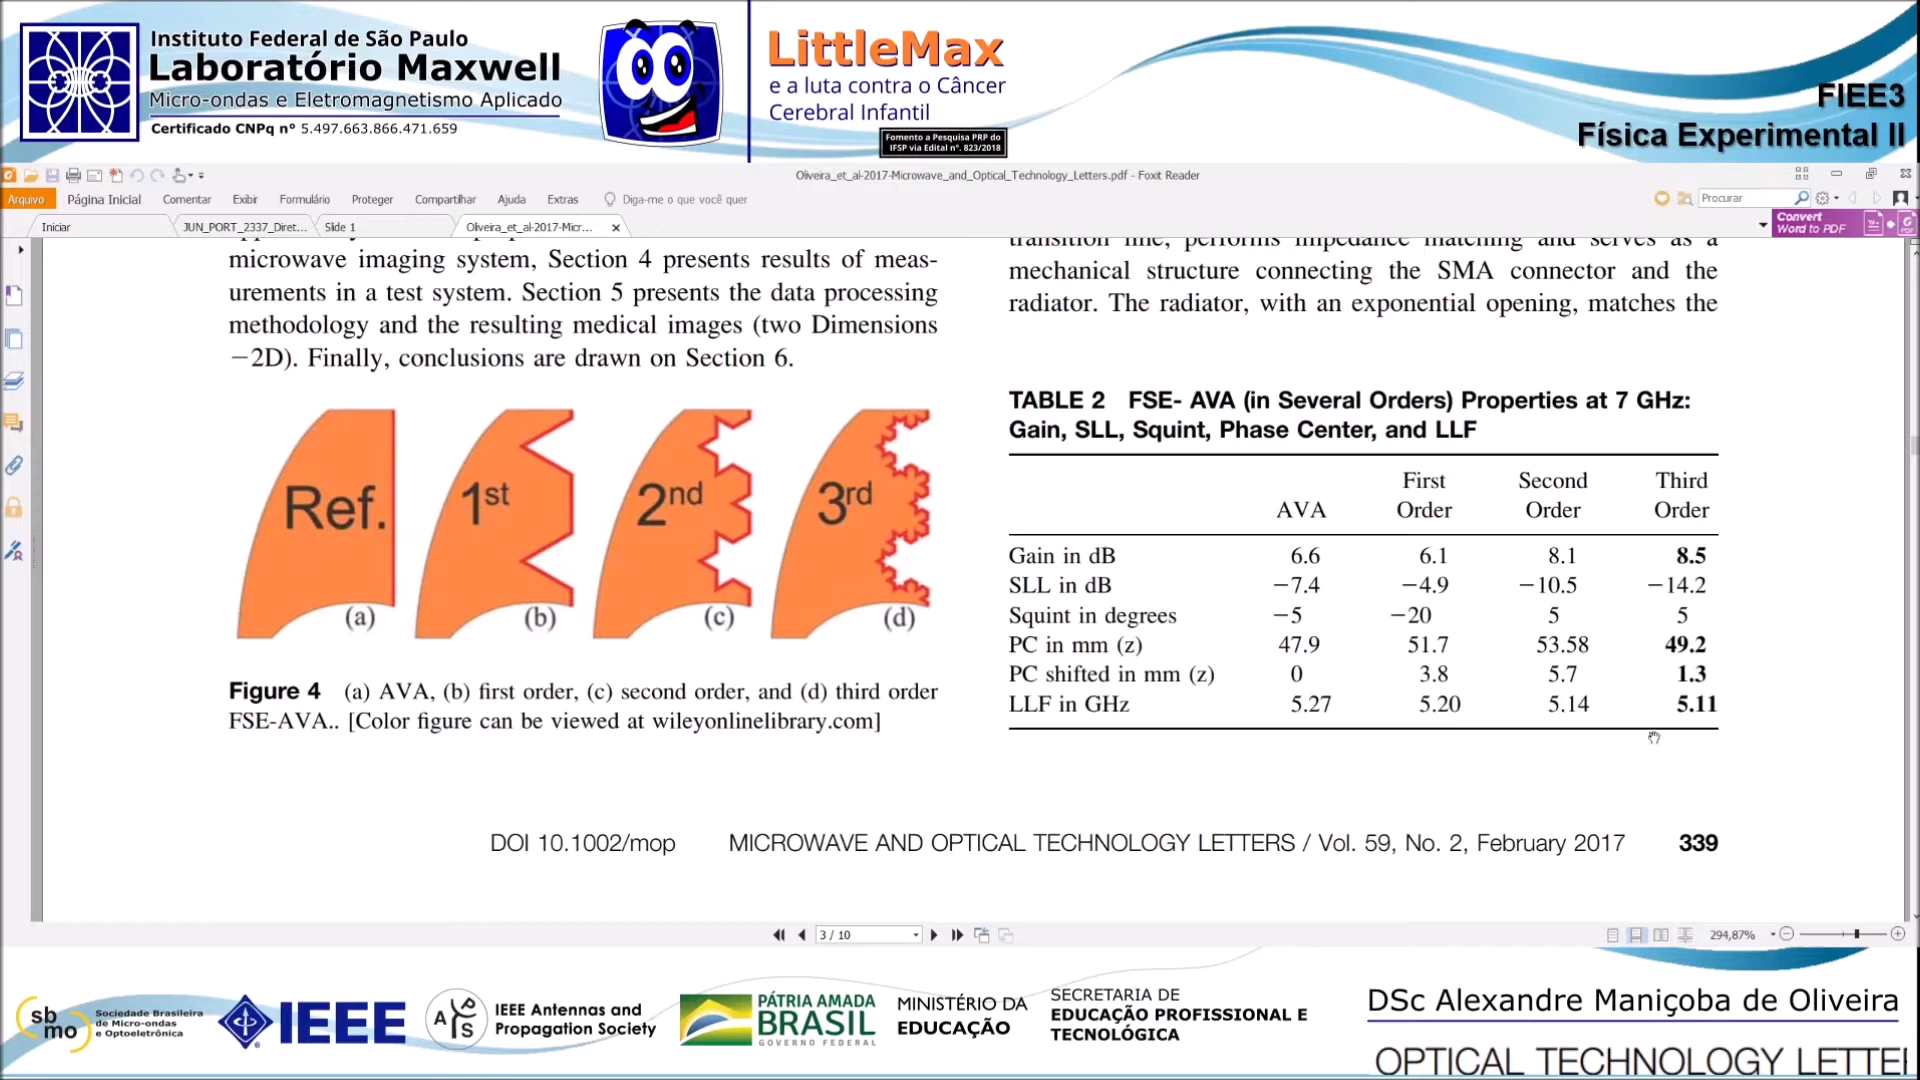 Instituto Federal de São Paulo
Laboratório Maxwell
Micro-ondas e Eletromagnetismo Aplicado
Certificado CNPq nº 5.497.663.866.471.659
LittleMax
e a luta contra o Câncer
Cerebral Infantil
Fomento a Pesquisa PRP do
IFSP via Edital nº. 823/2018
FIEE3
Física Experimental II
Oliveira_et_al-2017-Microwave_and_Optical_Technology_Letters.pdf - Foxit Reader
Arquivo Página Inicial Comentar Exibir Formulário Proteger Compartilhar Ajuda Extras Diga-me o que você quer Procurar
Iniciar JUN_PORT_2337_Diret... Slide 1 Oliveira_et_al-2017-Micr...
Convert
Word to PDF
microwave imaging system, Section 4 presents results of meas-
urements in a test system. Section 5 presents the data processing
methodology and the resulting medical images (two Dimensions
−2D). Finally, conclusions are drawn on Section 6.
Ref. 1st 2nd 3rd
(a) (b) (c) (d)
Figure 4 (a) AVA, (b) first order, (c) second order, and (d) third order
FSE-AVA.. [Color figure can be viewed at wileyonlinelibrary.com]
transition line, performs impedance matching and serves as a
mechanical structure connecting the SMA connector and the
radiator. The radiator, with an exponential opening, matches the
TABLE 2 FSE- AVA (in Several Orders) Properties at 7 GHz:
Gain, SLL, Squint, Phase Center, and LLF
First Second Third
AVA Order Order Order
Gain in dB 6.6 6.1 8.1 8.5
SLL in dB −7.4 −4.9 −10.5 −14.2
Squint in degrees −5 −20 5 5
PC in mm (z) 47.9 51.7 53.58 49.2
PC shifted in mm (z) 0 3.8 5.7 1.3
LLF in GHz 5.27 5.20 5.14 5.11
DOI 10.1002/mop MICROWAVE AND OPTICAL TECHNOLOGY LETTERS / Vol. 59, No. 2, February 2017 339
3 / 10
294,87%
sb
mo
Sociedade Brasileira
de Micro-ondas
e Optoeletrônica
IEEE
IEEE Antennas and
Propagation Society
PÁTRIA AMADA
BRASIL
GOVERNO FEDERAL
MINISTÉRIO DA
EDUCAÇÃO
SECRETARIA DE
EDUCAÇÃO PROFISSIONAL E
TECNOLÓGICA
DSc Alexandre Maniçoba de Oliveira
OPTICAL TECHNOLOGY LETTE